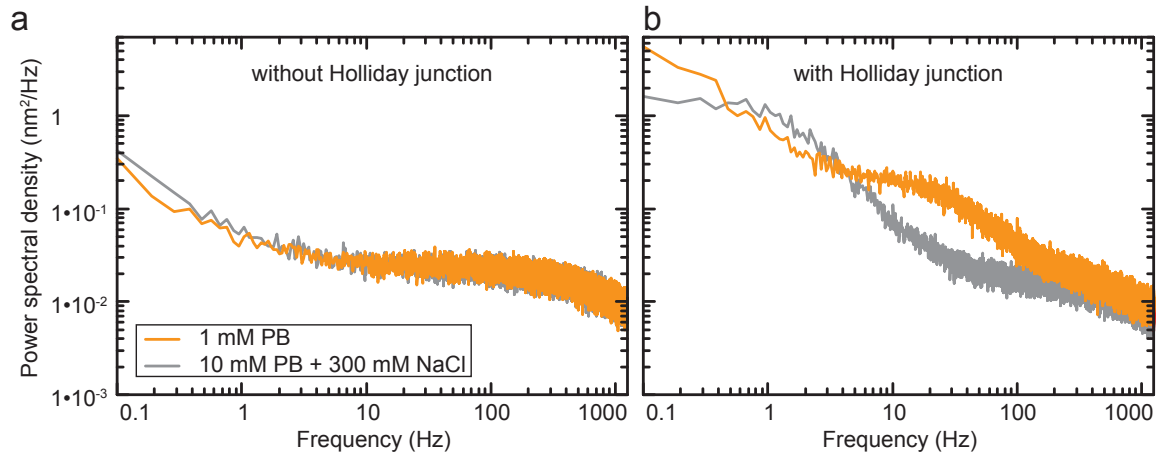 a
b
without Holliday junction
with Holliday junction
Power spectral density (nm²/Hz)
1
1•10⁻¹
1•10⁻²
1•10⁻³
1 mM PB
10 mM PB + 300 mM NaCl
0.1 1 10 100 1000
0.1 1 10 100 1000
Frequency (Hz)
Frequency (Hz)